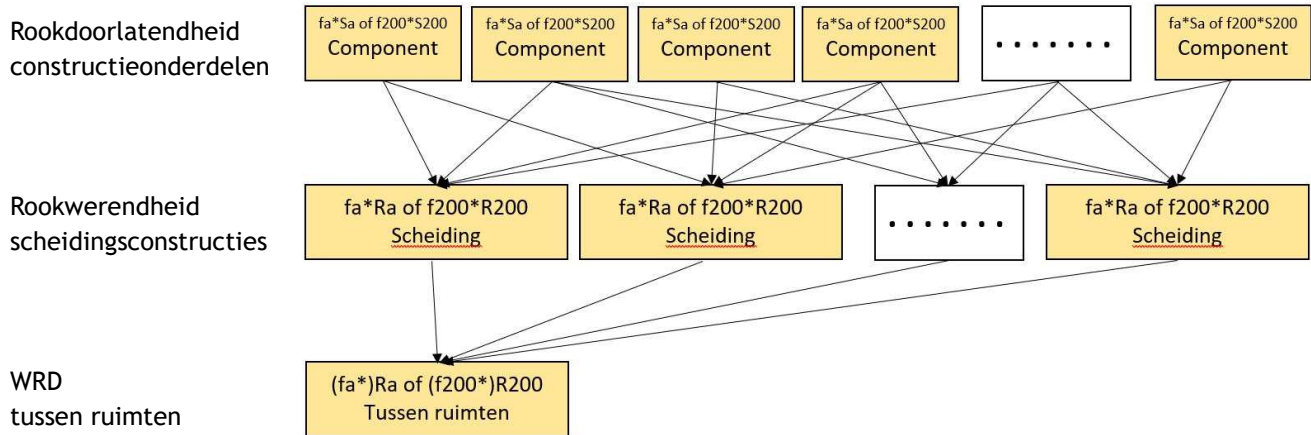 Rookdoorlatendheid
constructieonderdelen
fa*Sa of f200*S200
Component
fa*Sa of f200*S200
Component
fa*Sa of f200*S200
Component
fa*Sa of f200*S200
Component
.......
fa*Sa of f200*S200
Component
Rookwerendheid
scheidingsconstructies
fa*Ra of f200*R200
Scheiding
fa*Ra of f200*R200
Scheiding
.......
fa*Ra of f200*R200
Scheiding
WRD
tussen ruimten
(fa*)Ra of (f200*)R200
Tussen ruimten